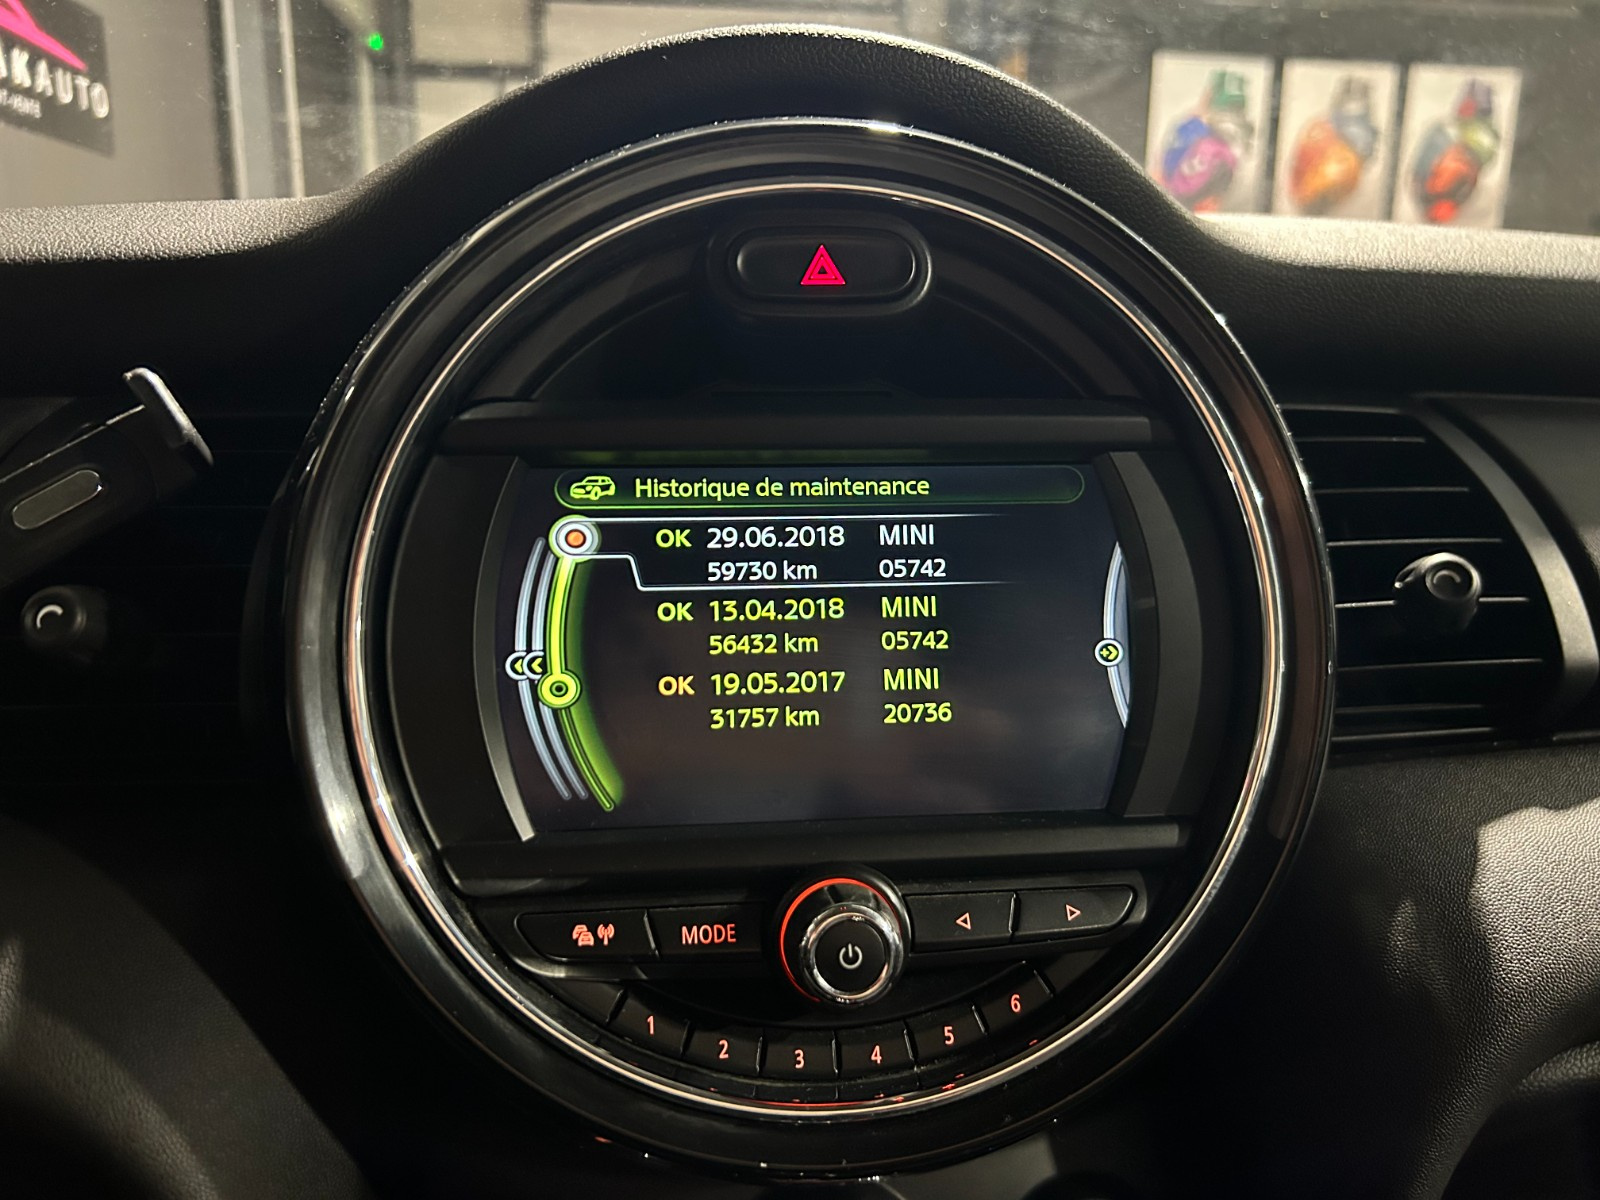 AKAUTO
Historique de maintenance
OK 29.06.2018 MINI
59730 km 05742
OK 13.04.2018 MINI
56432 km 05742
OK 19.05.2017 MINI
31757 km 20736
MODE
1 2 3 4 5 6